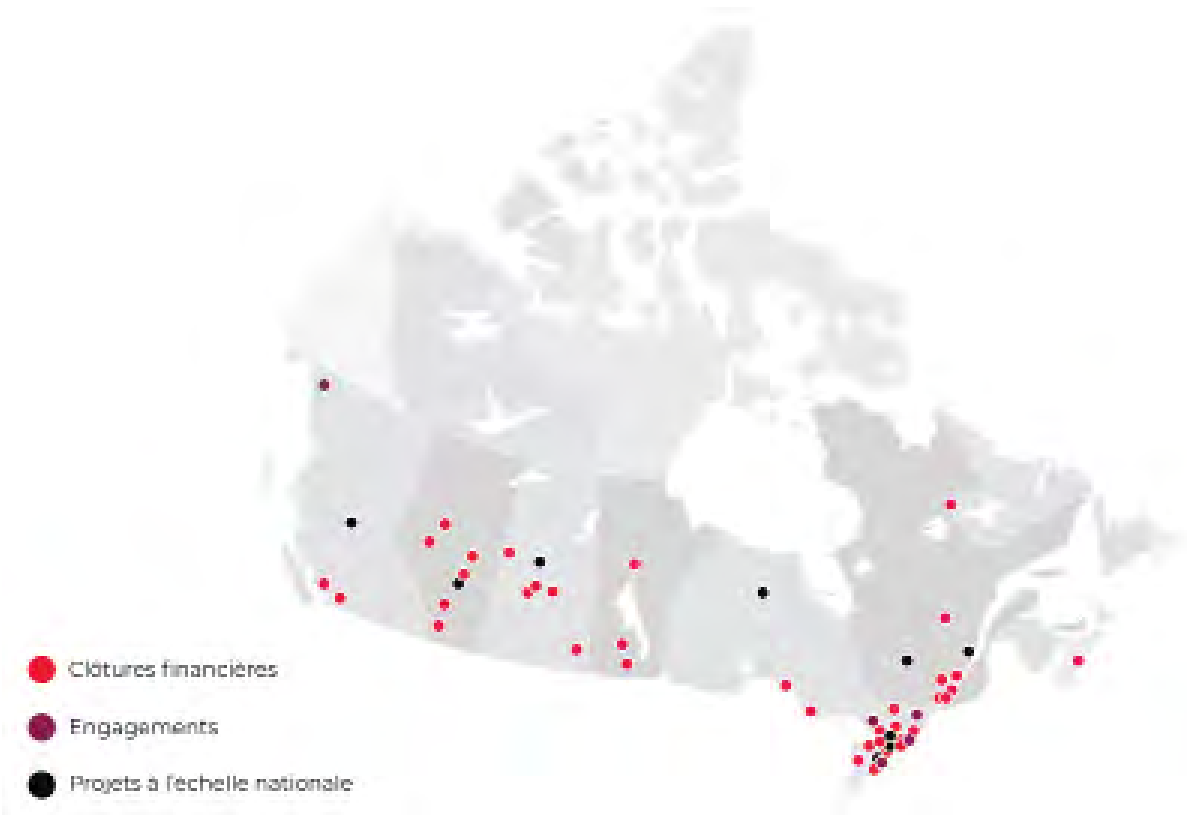 Clôtures financières
Engagements
Projets à l'échelle nationale